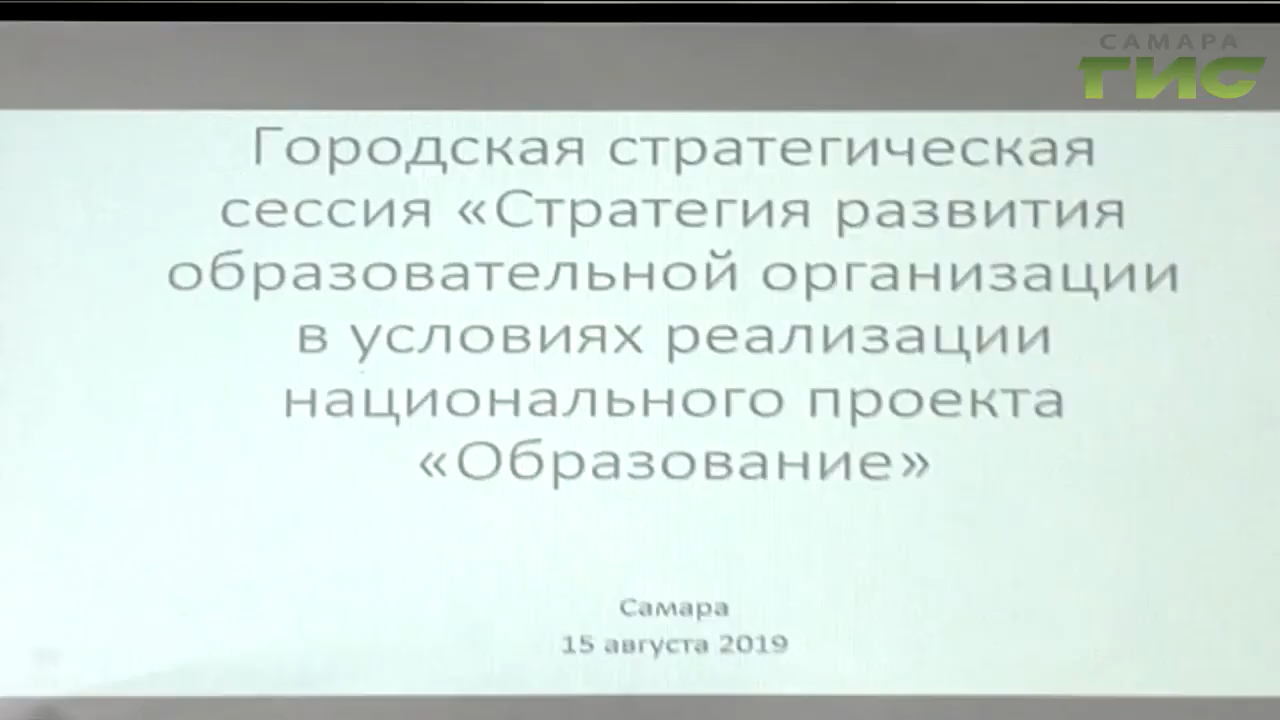 САМАРА
ГИС
Городская стратегическая
сессия «Стратегия развития
образовательной организации
в условиях реализации
национального проекта
«Образование»
Самара
15 августа 2019